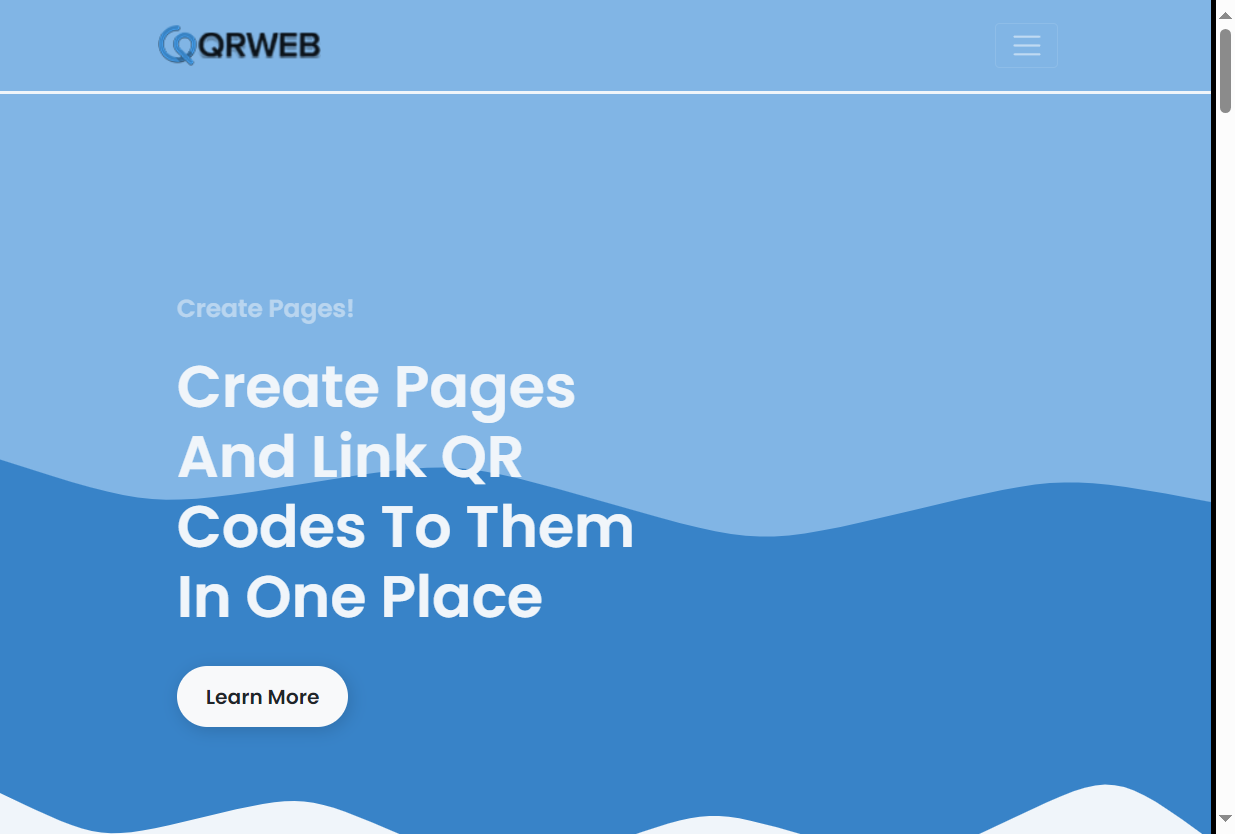 QRWEB
Create Pages!
Create Pages
And Link QR
Codes To Them
In One Place
Learn More